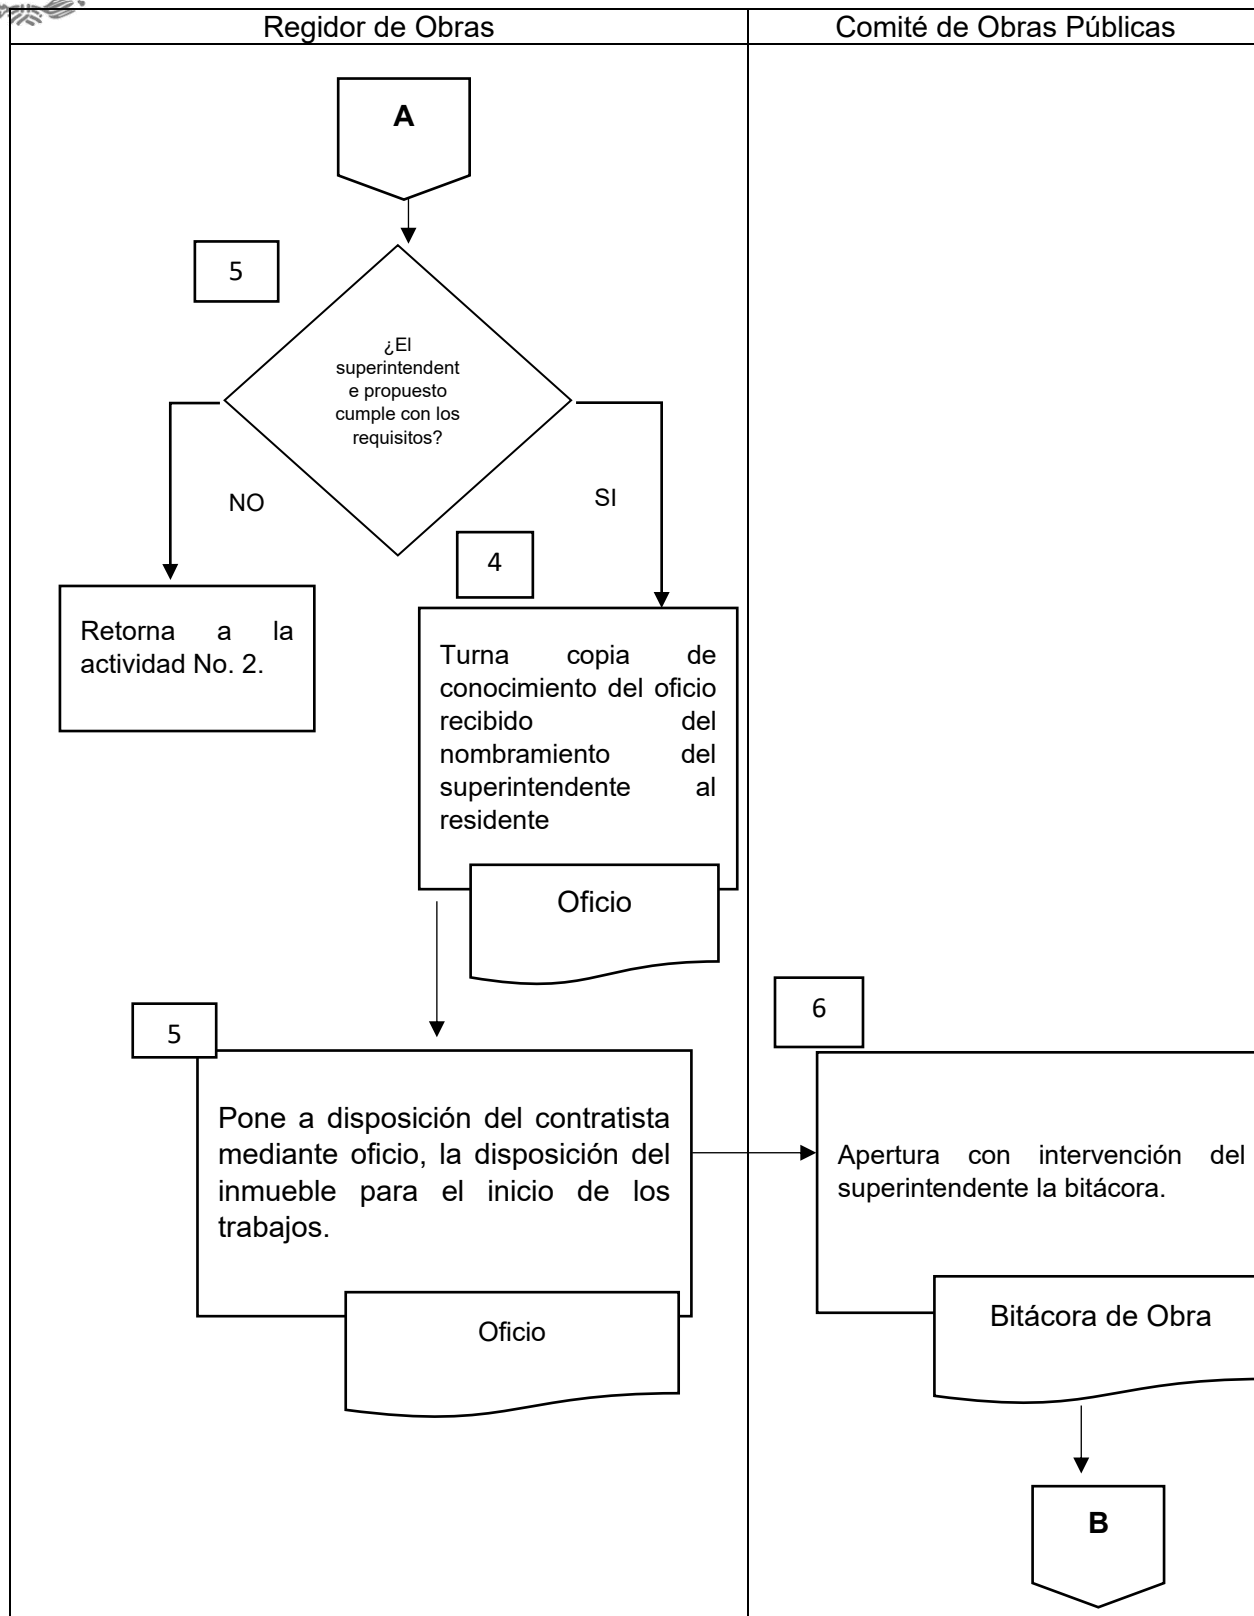 Regidor de Obras
Comité de Obras Públicas
A
5
¿El
superintendent
e propuesto
cumple con los
requisitos?
NO
SI
4
Retorna a la
actividad No. 2.
Turna copia de
conocimiento del oficio
recibido del
nombramiento del
superintendente al
residente
Oficio
5
Pone a disposición del contratista
mediante oficio, la disposición del
inmueble para el inicio de los
trabajos.
Oficio
6
Apertura con intervención del
superintendente la bitácora.
Bitácora de Obra
B